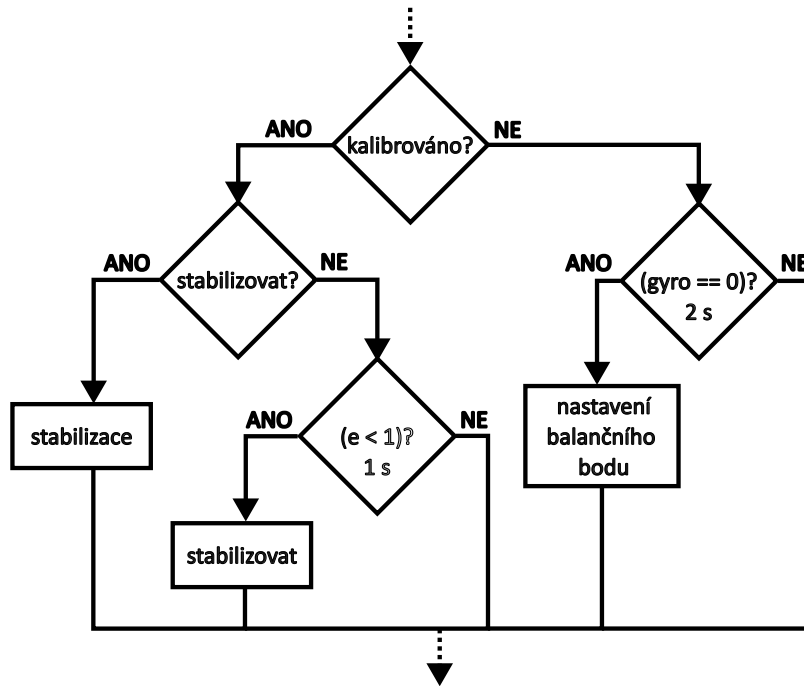 ANO
NE
kalibrováno?
ANO
stabilizovat?
NE
ANO
(gyro == 0)?
2 s
NE
stabilizace
ANO
(e < 1)?
1 s
NE
nastavení
balančního
bodu
stabilizovat